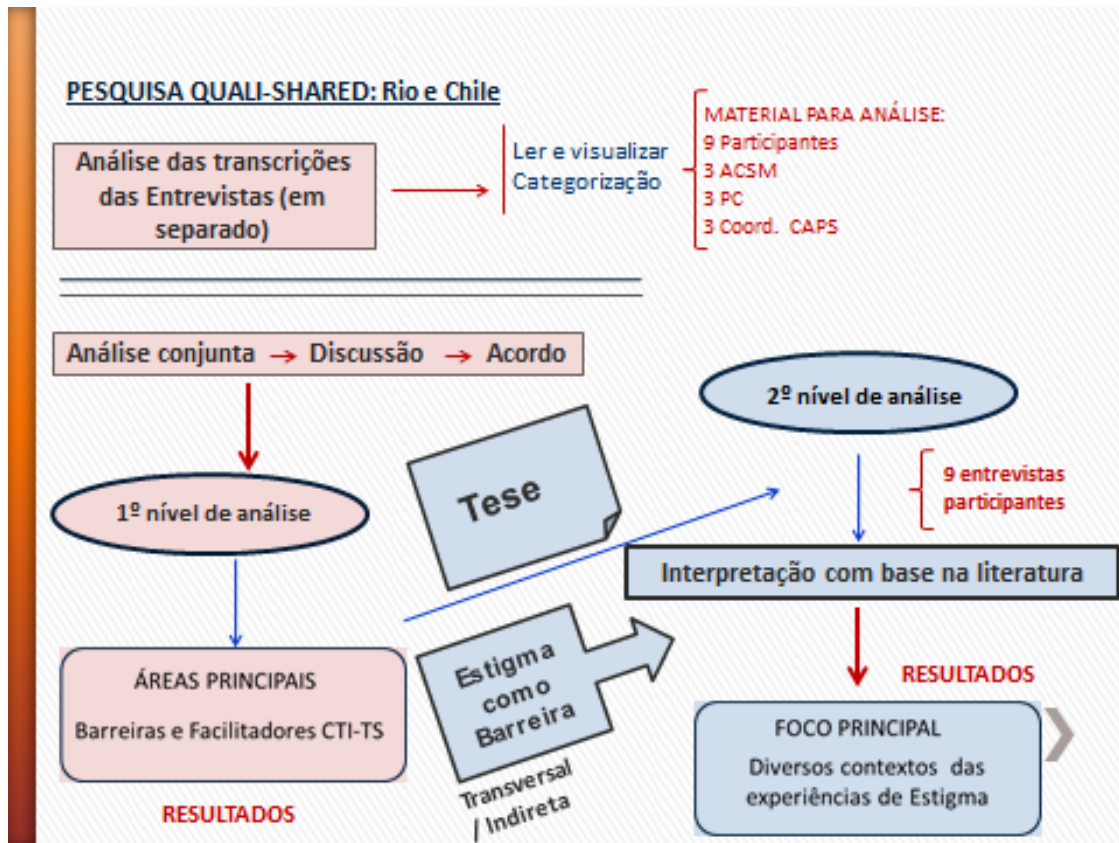 PESQUISA QUALI-SHARED: Rio e Chile
Análise das transcrições
das Entrevistas (em
separado)
Ler e visualizar
Categorização
MATERIAL PARA ANÁLISE:
9 Participantes
3 ACSM
3 PC
3 Coord. CAPS
Análise conjunta → Discussão → Acordo
1º nível de análise
ÁREAS PRINCIPAIS
Barreiras e Facilitadores CTI-TS
RESULTADOS
Tese
Estigma
como
Barreira
Transversal
/ Indireta
2º nível de análise
9 entrevistas
participantes
Interpretação com base na literatura
RESULTADOS
FOCO PRINCIPAL
Diversos contextos das
experiências de Estigma